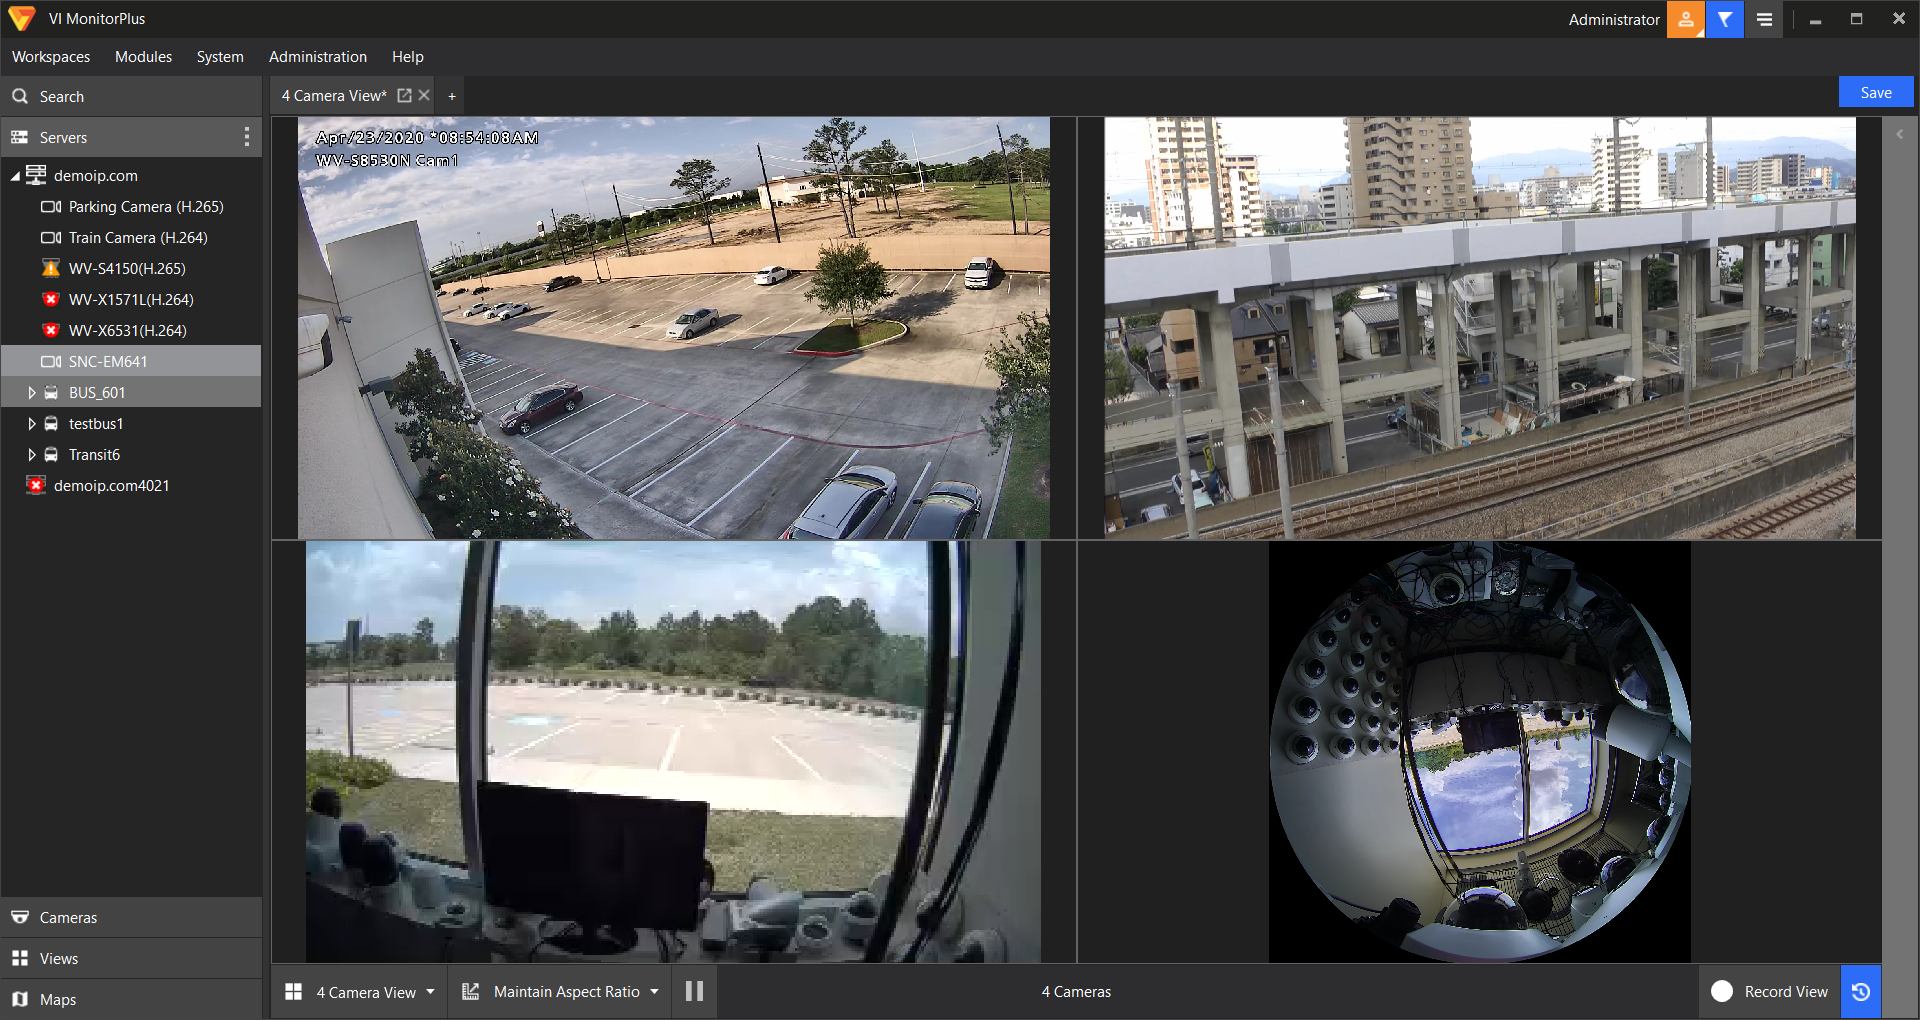 VI MonitorPlus
Administrator
Workspaces Modules System Administration Help
Search
4 Camera View*
+
Save
Servers
demoip.com
Parking Camera (H.265)
Train Camera (H.264)
WV-S4150(H.265)
WV-X1571L(H.264)
WV-X6531(H.264)
SNC-EM641
BUS_601
testbus1
Transit6
demoip.com4021
Apr/23/2020 *08:54:08AM
WV-S8530N Cam1
Cameras
Views
Maps
4 Camera View
Maintain Aspect Ratio
4 Cameras
Record View